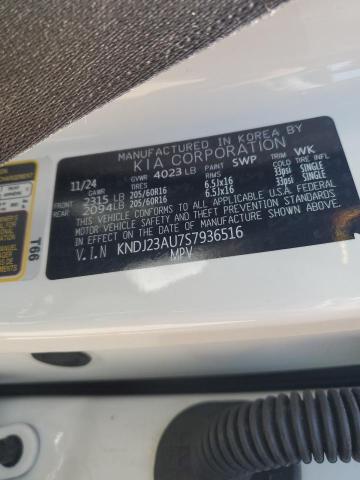 MANUFACTURED IN KOREA BY
KIA CORPORATION
11/24 GVWR 4023 LB PAINT SWP TRIM WK
GAWR TIRES RIMS COLD TIRE INFL
FRONT 2315 LB 205/60R16 6.5Jx16 33psi SINGLE
REAR 2094LB 205/60R16 6.5Jx16 33psi SINGLE
THIS VEHICLE CONFORMS TO ALL APPLICABLE U.S.A. FEDERAL
MOTOR VEHICLE SAFETY, BUMPER, AND THEFT PREVENTION STANDARDS
IN EFFECT ON THE DATE OF MANUFACTURE SHOWN ABOVE.
V.I.N KNDJ23AU7S7936516
MPV
T66